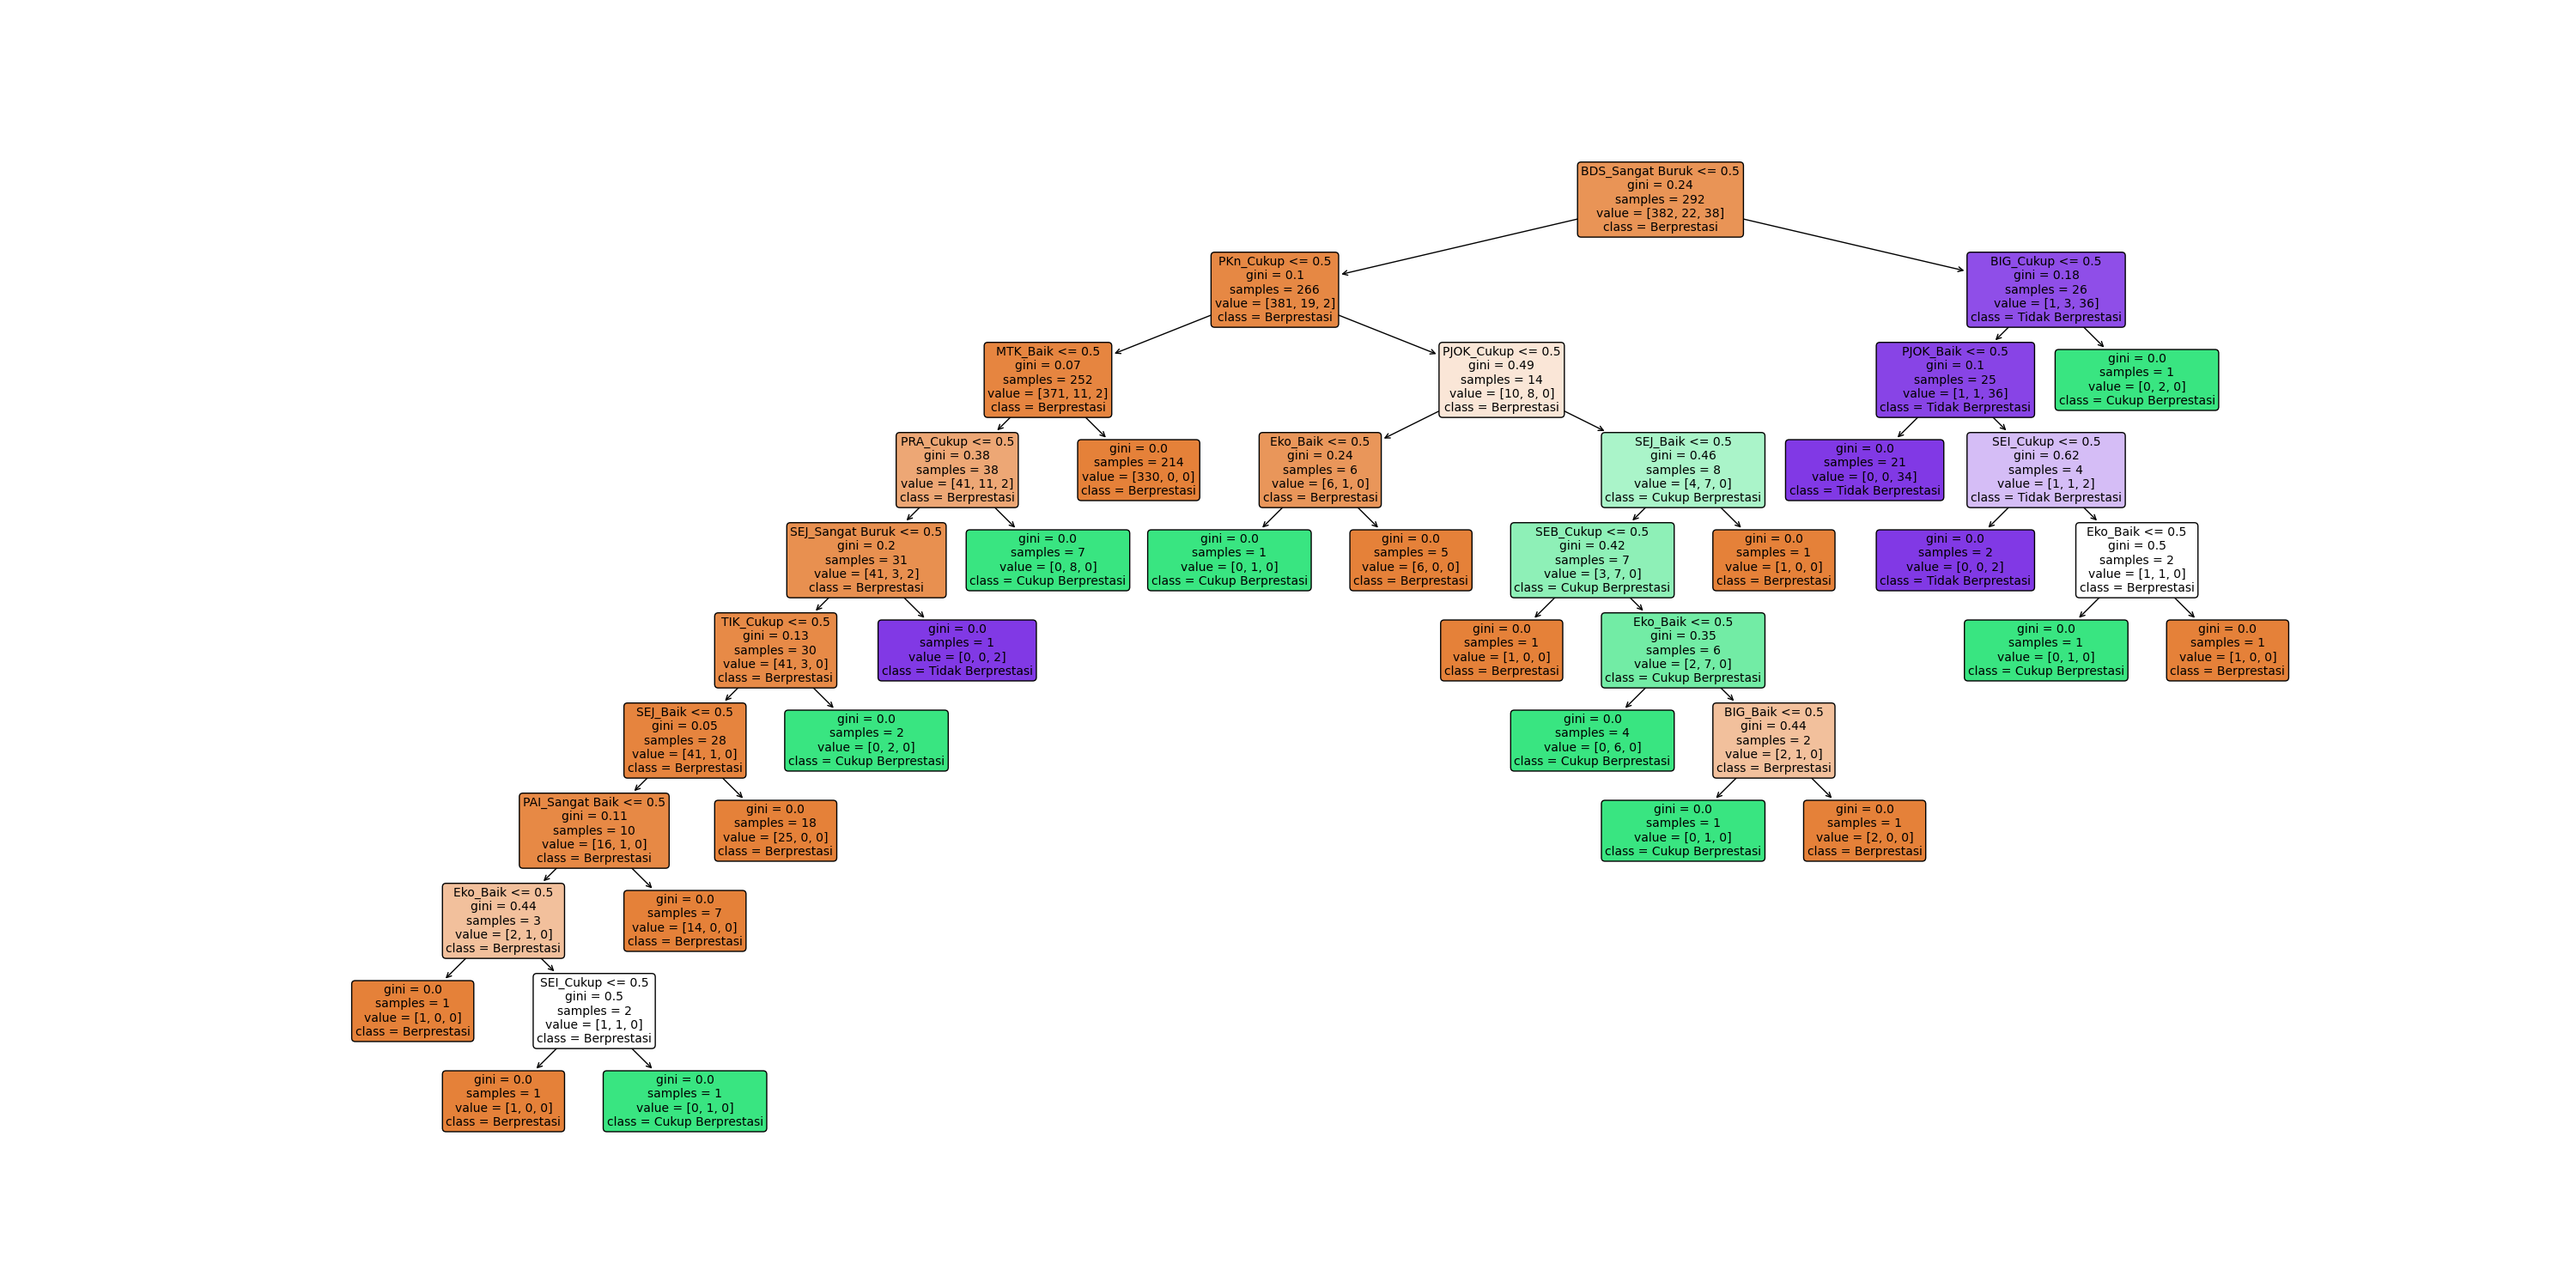 BDS_Sangat Buruk <= 0.5
gini = 0.24
samples = 292
value = [382, 22, 38]
class = Berprestasi
PKn_Cukup <= 0.5
gini = 0.1
samples = 266
value = [381, 19, 2]
class = Berprestasi
BIG_Cukup <= 0.5
gini = 0.18
samples = 26
value = [1, 3, 36]
class = Tidak Berprestasi
MTK_Baik <= 0.5
gini = 0.07
samples = 252
value = [371, 11, 2]
class = Berprestasi
PJOK_Cukup <= 0.5
gini = 0.49
samples = 14
value = [10, 8, 0]
class = Berprestasi
PJOK_Baik <= 0.5
gini = 0.1
samples = 25
value = [1, 1, 36]
class = Tidak Berprestasi
gini = 0.0
samples = 1
value = [0, 2, 0]
class = Cukup Berprestasi
PRA_Cukup <= 0.5
gini = 0.38
samples = 38
value = [41, 11, 2]
class = Berprestasi
gini = 0.0
samples = 214
value = [330, 0, 0]
class = Berprestasi
Eko_Baik <= 0.5
gini = 0.24
samples = 6
value = [6, 1, 0]
class = Berprestasi
SEJ_Baik <= 0.5
gini = 0.46
samples = 8
value = [4, 7, 0]
class = Cukup Berprestasi
gini = 0.0
samples = 21
value = [0, 0, 34]
class = Tidak Berprestasi
SEI_Cukup <= 0.5
gini = 0.62
samples = 4
value = [1, 1, 2]
class = Tidak Berprestasi
SEJ_Sangat Buruk <= 0.5
gini = 0.2
samples = 31
value = [41, 3, 2]
class = Berprestasi
gini = 0.0
samples = 7
value = [0, 8, 0]
class = Cukup Berprestasi
gini = 0.0
samples = 1
value = [0, 1, 0]
class = Cukup Berprestasi
gini = 0.0
samples = 5
value = [6, 0, 0]
class = Berprestasi
SEB_Cukup <= 0.5
gini = 0.42
samples = 7
value = [3, 7, 0]
class = Cukup Berprestasi
gini = 0.0
samples = 1
value = [1, 0, 0]
class = Berprestasi
gini = 0.0
samples = 2
value = [0, 0, 2]
class = Tidak Berprestasi
Eko_Baik <= 0.5
gini = 0.5
samples = 2
value = [1, 1, 0]
class = Berprestasi
TIK_Cukup <= 0.5
gini = 0.13
samples = 30
value = [41, 3, 0]
class = Berprestasi
gini = 0.0
samples = 1
value = [0, 0, 2]
class = Tidak Berprestasi
gini = 0.0
samples = 1
value = [1, 0, 0]
class = Berprestasi
Eko_Baik <= 0.5
gini = 0.35
samples = 6
value = [2, 7, 0]
class = Cukup Berprestasi
gini = 0.0
samples = 1
value = [0, 1, 0]
class = Cukup Berprestasi
gini = 0.0
samples = 1
value = [1, 0, 0]
class = Berprestasi
SEJ_Baik <= 0.5
gini = 0.05
samples = 28
value = [41, 1, 0]
class = Berprestasi
gini = 0.0
samples = 2
value = [0, 2, 0]
class = Cukup Berprestasi
gini = 0.0
samples = 4
value = [0, 6, 0]
class = Cukup Berprestasi
BIG_Baik <= 0.5
gini = 0.44
samples = 2
value = [2, 1, 0]
class = Berprestasi
PAI_Sangat Baik <= 0.5
gini = 0.11
samples = 10
value = [16, 1, 0]
class = Berprestasi
gini = 0.0
samples = 18
value = [25, 0, 0]
class = Berprestasi
gini = 0.0
samples = 1
value = [0, 1, 0]
class = Cukup Berprestasi
gini = 0.0
samples = 1
value = [2, 0, 0]
class = Berprestasi
Eko_Baik <= 0.5
gini = 0.44
samples = 3
value = [2, 1, 0]
class = Berprestasi
gini = 0.0
samples = 7
value = [14, 0, 0]
class = Berprestasi
gini = 0.0
samples = 1
value = [1, 0, 0]
class = Berprestasi
SEI_Cukup <= 0.5
gini = 0.5
samples = 2
value = [1, 1, 0]
class = Berprestasi
gini = 0.0
samples = 1
value = [1, 0, 0]
class = Berprestasi
gini = 0.0
samples = 1
value = [0, 1, 0]
class = Cukup Berprestasi